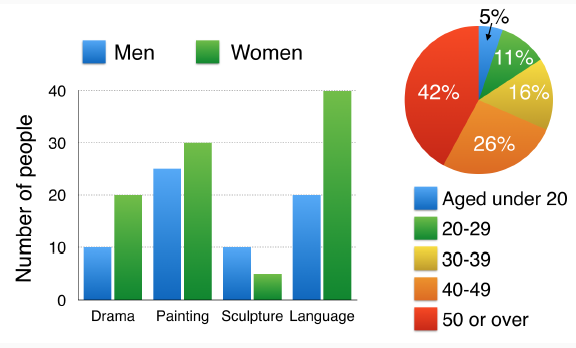 Men
Women
Number of people
40
30
20
10
0
Drama
Painting
Sculpture
Language
5%
11%
16%
26%
42%
Aged under 20
20-29
30-39
40-49
50 or over